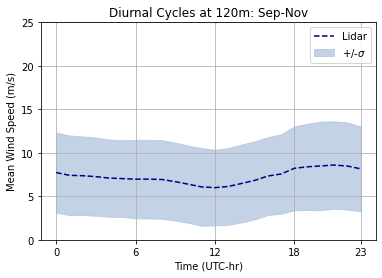 Diurnal Cycles at 120m: Sep-Nov
25
20
15
10
5
0
Mean Wind Speed (m/s)
Lidar
+/-σ
0 6 12 18 23
Time (UTC-hr)